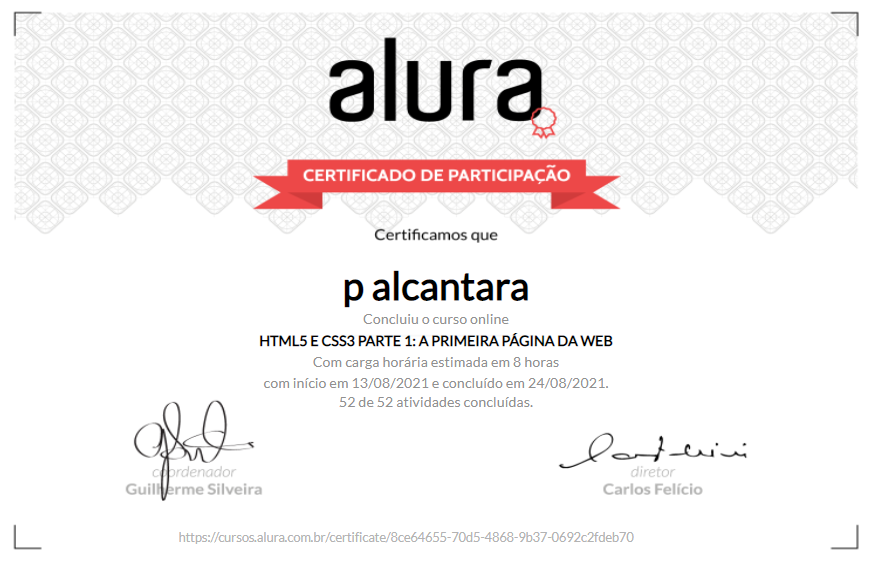 alura
CERTIFICADO DE PARTICIPAÇÃO
Certificamos que
p alcantara
Concluiu o curso online
HTML5 E CSS3 PARTE 1: A PRIMEIRA PÁGINA DA WEB
Com carga horária estimada em 8 horas
com início em 13/08/2021 e concluído em 24/08/2021.
52 de 52 atividades concluídas.
coordenador
Guilherme Silveira
diretor
Carlos Felício
https://cursos.alura.com.br/certificate/8ce64655-70d5-4868-9b37-0692c2fdeb70